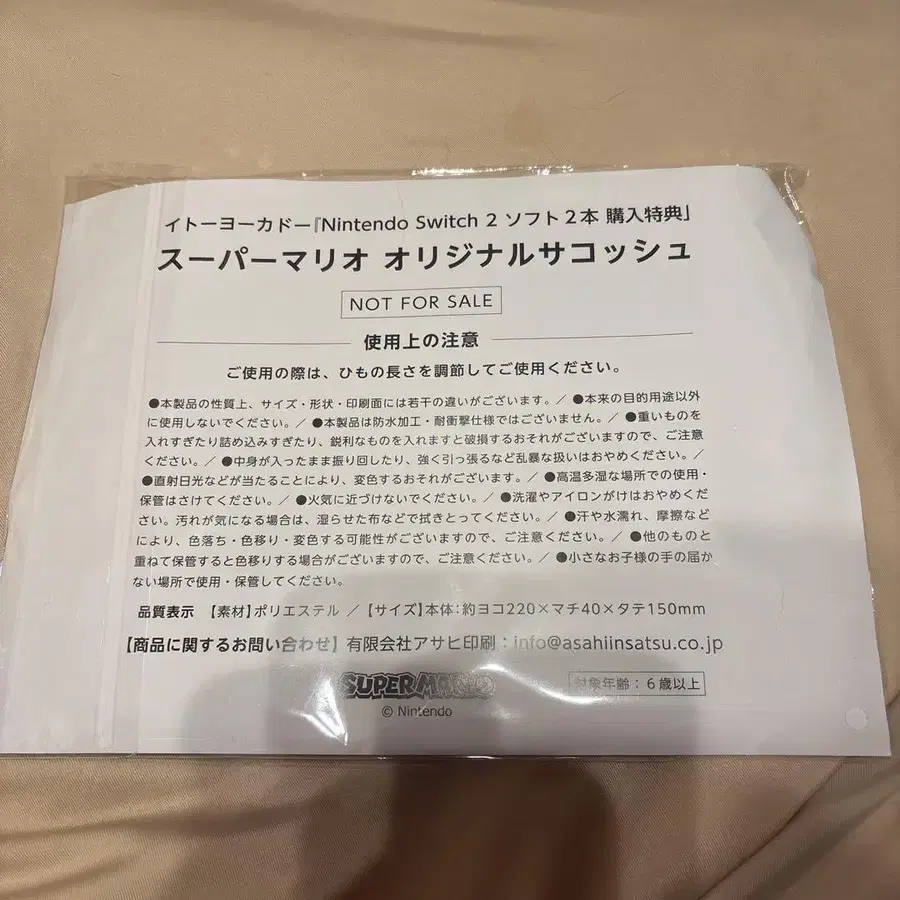 イトーヨーカドー『Nintendo Switch 2 ソフト2本 購入特典』
スーパーマリオ オリジナルサコッシュ
NOT FOR SALE
使用上の注意
ご使用の際は、ひもの長さを調節してご使用ください。
●本製品の性質上、サイズ・形状・印刷面には若干の違いがございます。／ ●本来の目的用途以外
に使用しないでください。／ ●本製品は防水加工・耐衝撃仕様ではございません。／ ●重いものを
入れすぎたり詰め込みすぎたり、鋭利なものを入れますと破損するおそれがございますので、ご注意
ください。／ ●中身が入ったまま振り回したり、強く引っ張るなど乱暴な扱いはおやめください。／
●直射日光などが当たることにより、変色するおそれがございます。／ ●高温多湿な場所での使用・
保管はさけてください。／ ●火気に近づけないでください。／ ●洗濯やアイロンがけはおやめくだ
さい。汚れが気になる場合は、湿らせた布などで拭きとってください。／ ●汗や水濡れ、摩擦など
により、色落ち・色移り・変色する可能性がございますので、ご注意ください。／ ●他のものと
重ねて保管すると色移りする場合がございますので、ご注意ください。／ ●小さなお子様の手の届か
ない場所で使用・保管してください。
品質表示 【素材】ポリエステル ／【サイズ】本体：約ヨコ220×マチ40×タテ150mm
【商品に関するお問い合わせ】有限会社アサヒ印刷：info@asahiinsatsu.co.jp
SUPER MARIO
対象年齢：6歳以上
© Nintendo